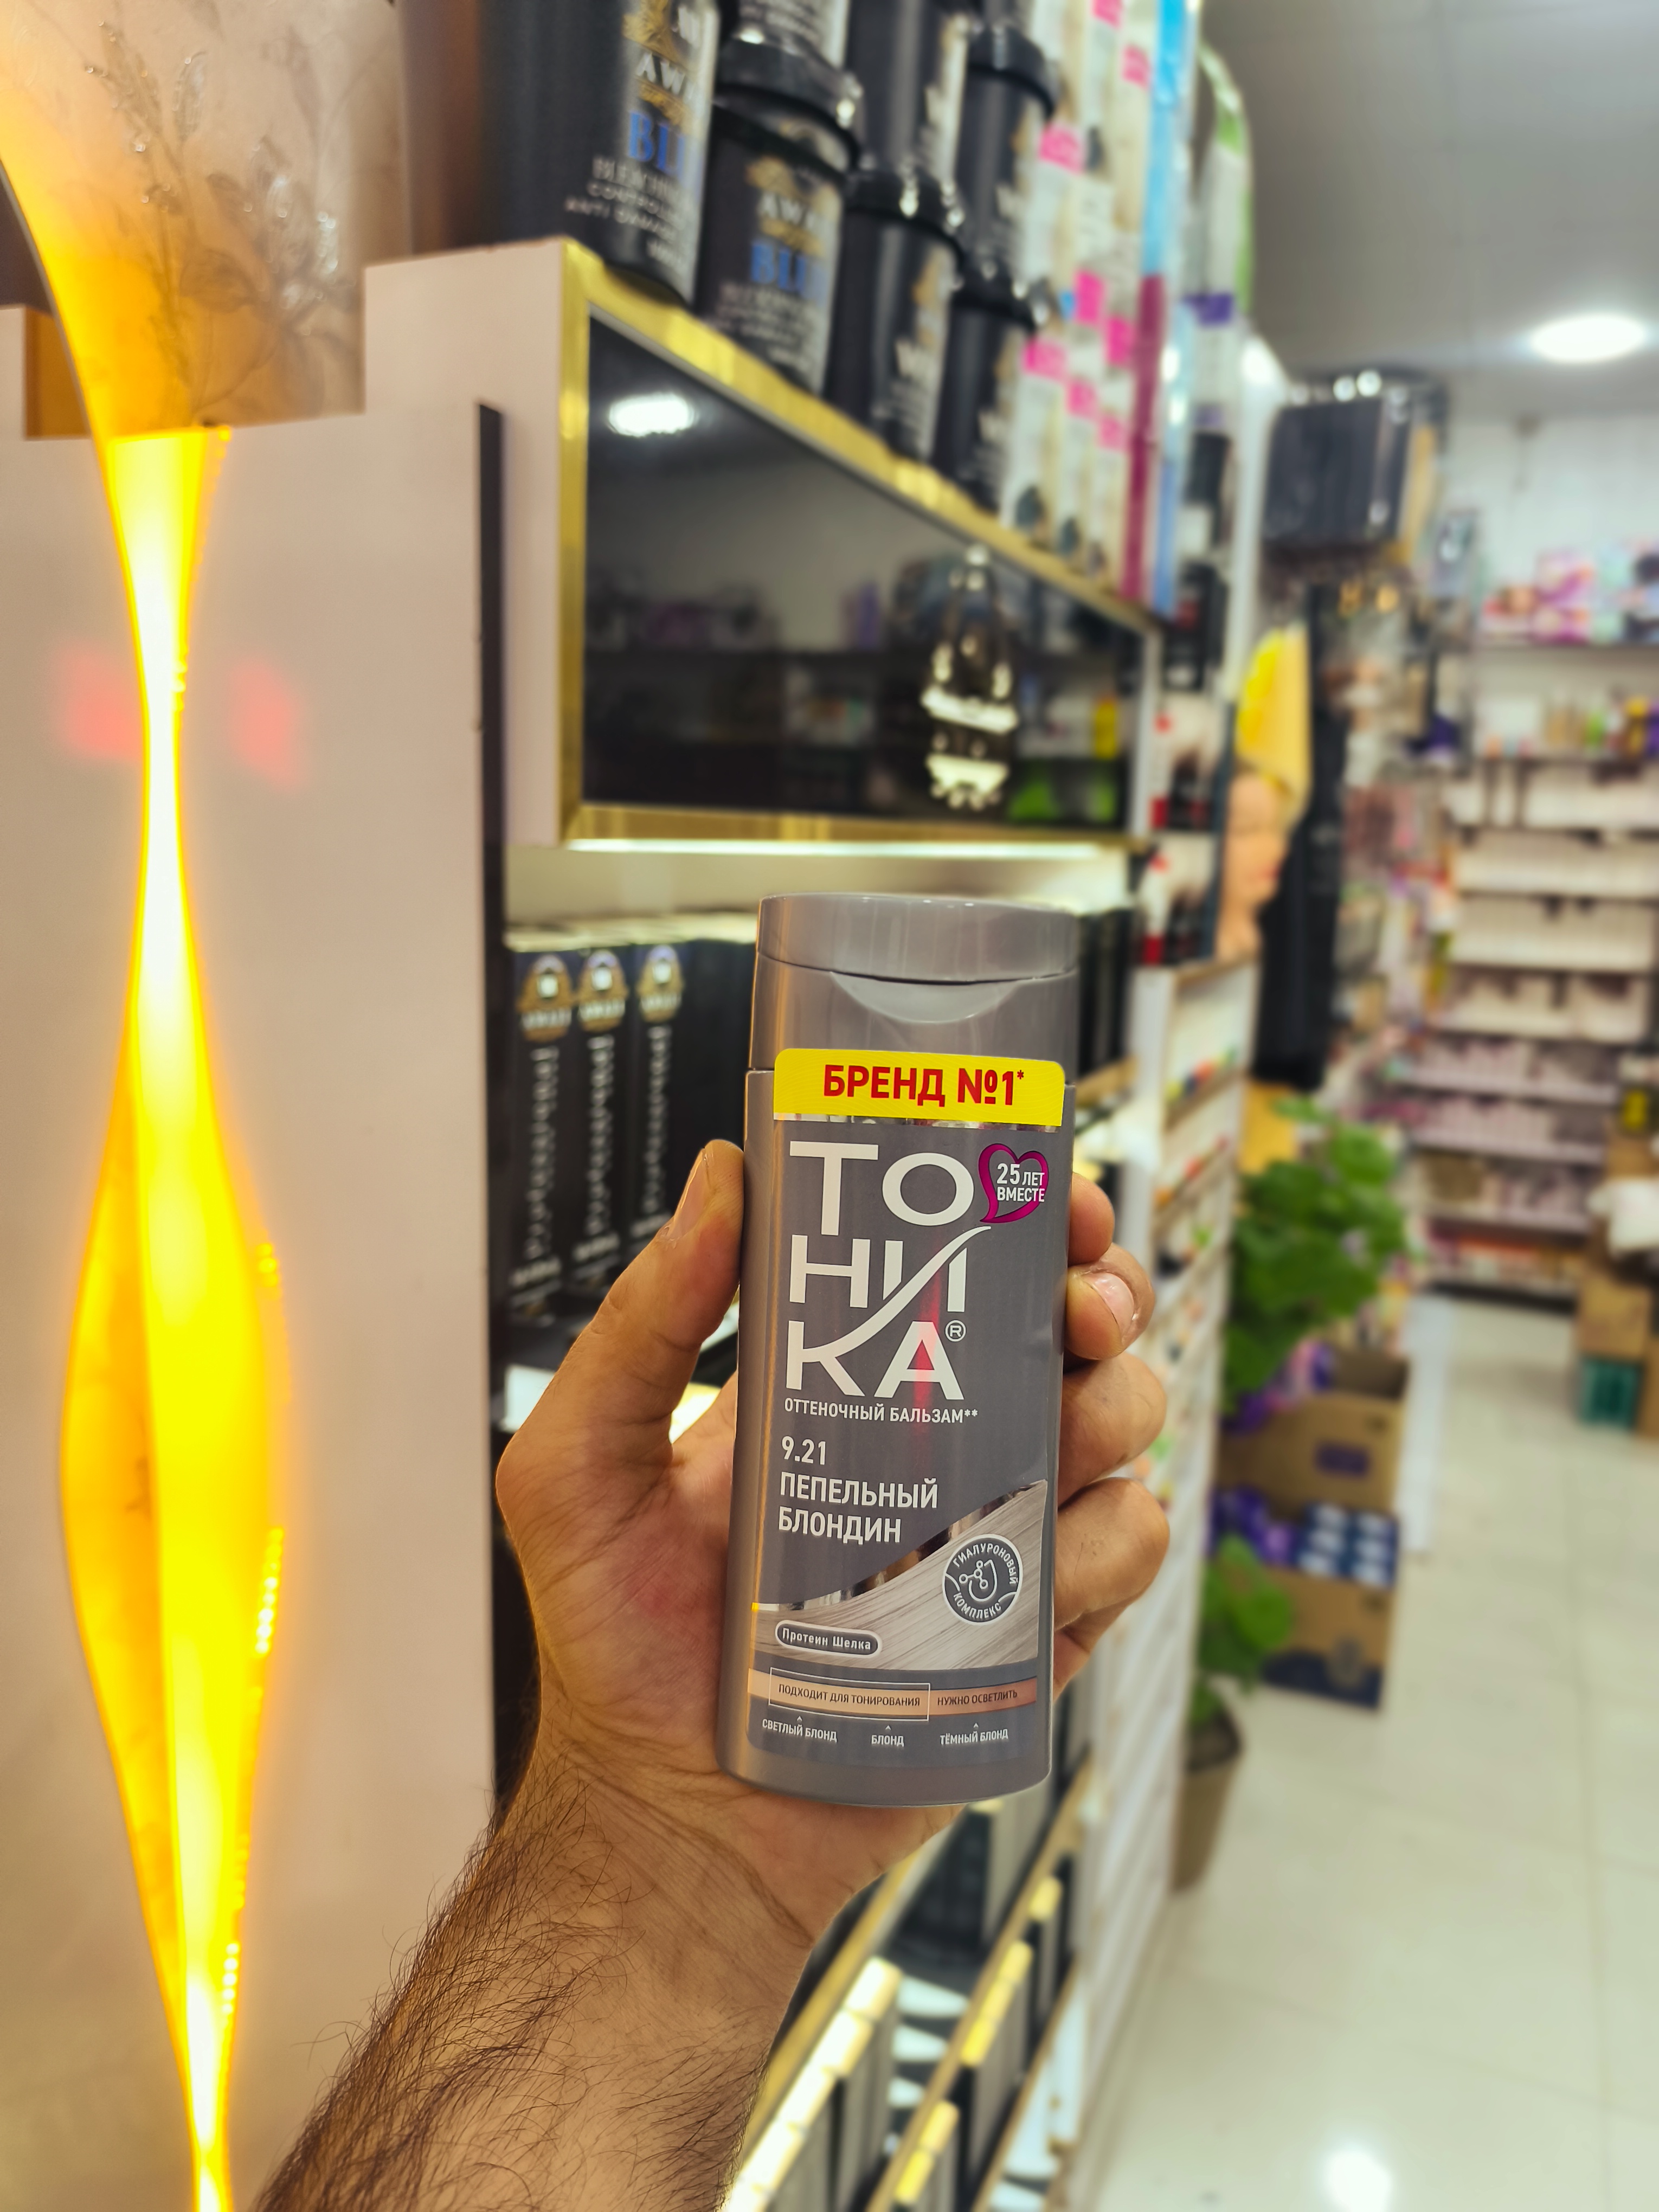 БРЕНД №1*
ТО
НИ
КА®
25 ЛЕТ
ВМЕСТЕ
ОТТЕНОЧНЫЙ БАЛЬЗАМ**
9.21
ПЕПЕЛЬНЫЙ
БЛОНДИН
ГИАЛУРОНОВЫЙ
КОМПЛЕКС
Протеин Шелка
ПОДХОДИТ ДЛЯ ТОНИРОВАНИЯ НУЖНО ОСВЕТЛИТЬ
СВЕТЛЫЙ БЛОНД БЛОНД ТЁМНЫЙ БЛОНД